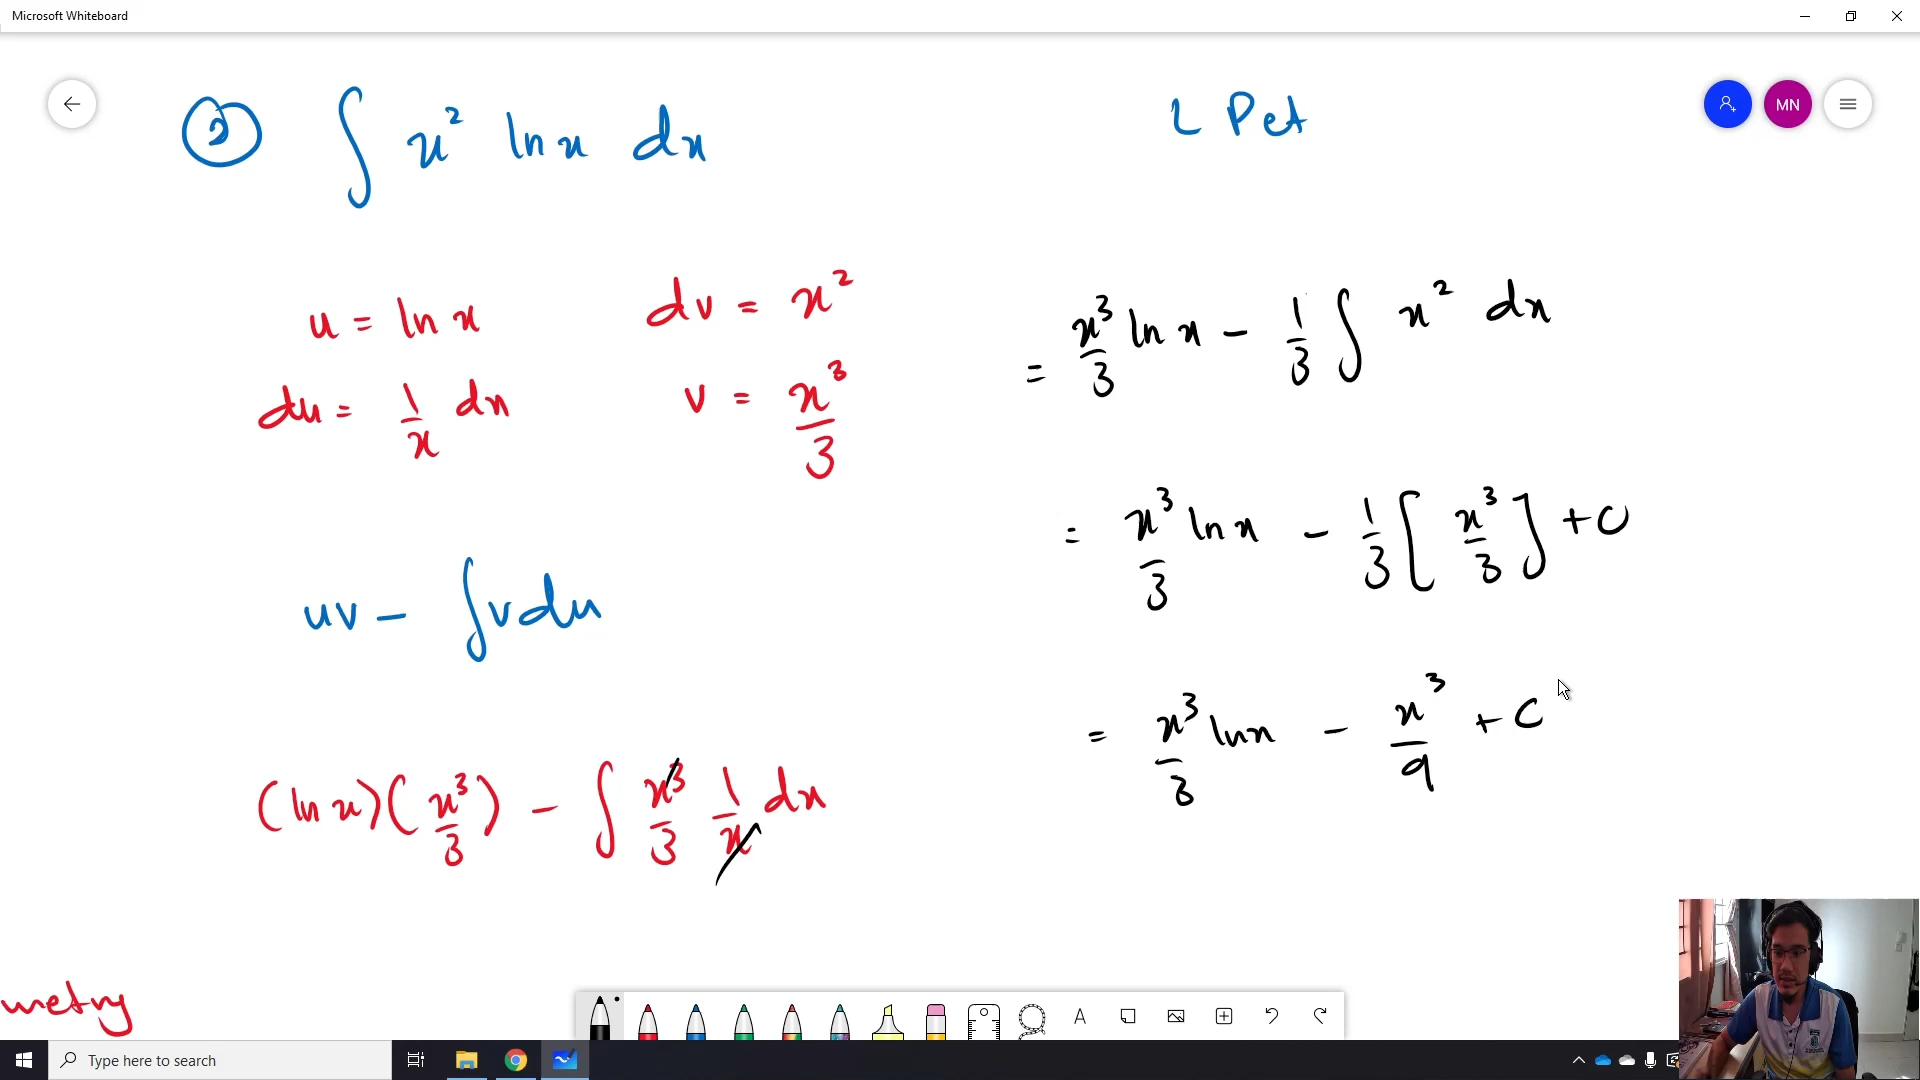 Microsoft Whiteboard
② ∫ x² ln x dx
L Pet
MN
u = ln x dv = x²
du = 1/x dx v = x³/3
uv - ∫ v du
(ln x)(x³/3) - ∫ x³/3 1/x dx
= x³/3 ln x - 1/3 ∫ x² dx
= x³/3 ln x - 1/3 [x³/3] + C
= x³/3 ln x - x³/9 + C
metry
A
Type here to search